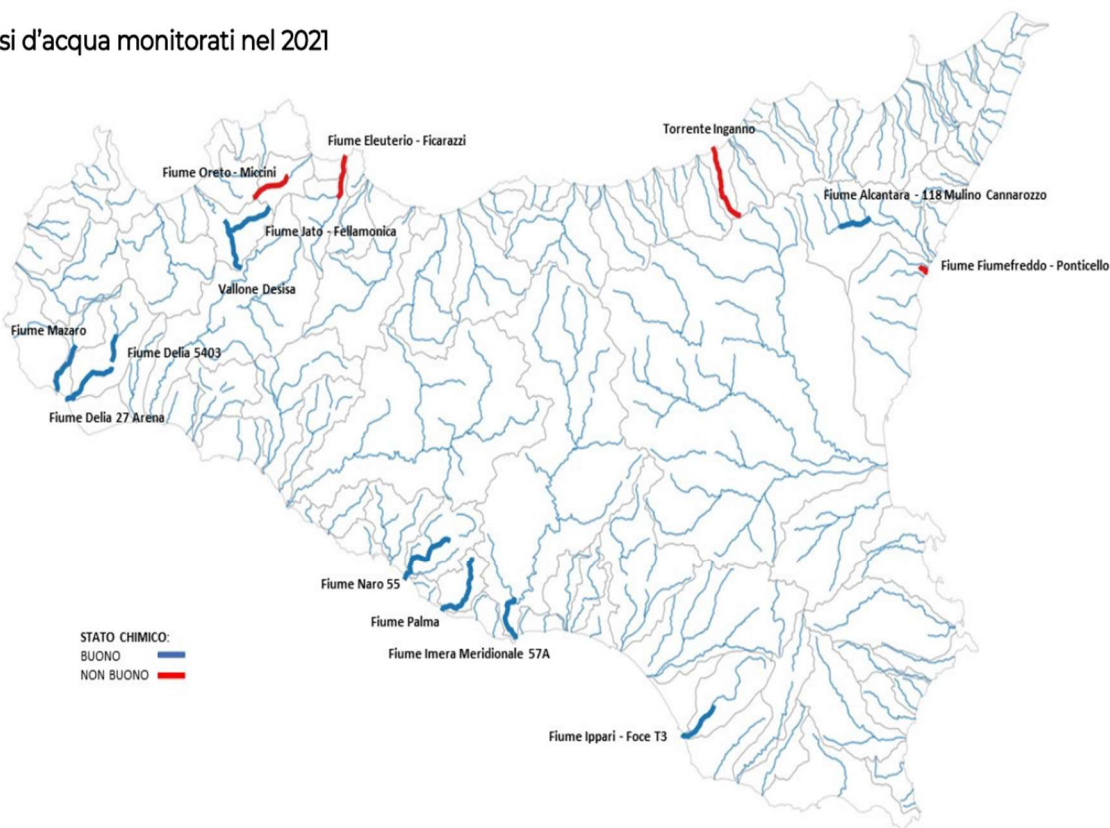 si d'acqua monitorati nel 2021
Torrente Inganno
Fiume Eleuterio - Ficarazzi
Fiume Oreto - Miccini
Fiume Alcantara - 118 Mulino Cannarozzo
Fiume Jato - Fellamonica
Fiume Fiumefreddo - Ponticello
Vallone Desisa
Fiume Mazaro
Fiume Delia 5403
Fiume Delia 27 Arena
Fiume Naro 55
Fiume Palma
STATO CHIMICO:
BUONO
NON BUONO
Fiume Imera Meridionale 57A
Fiume Ippari - Foce T3